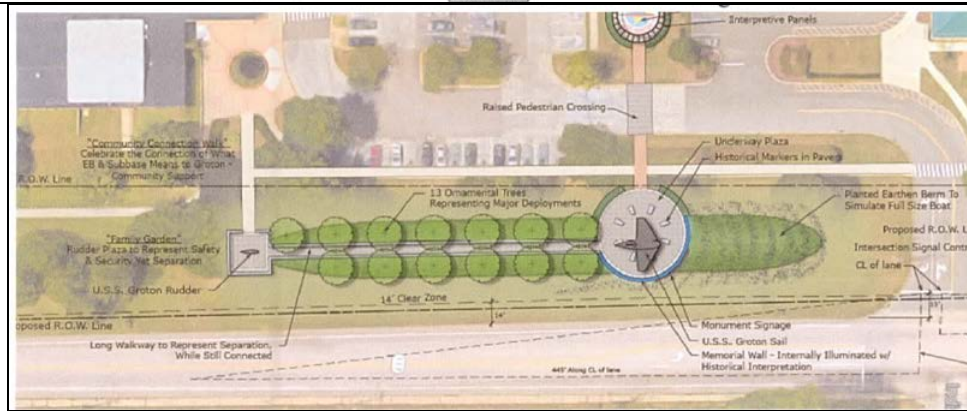 Interpretive Panels
Raised Pedestrian Crossing
"Community Connection Walk"
Celebrate the Connection of What
EB & Subbase Means to Groton -
Community Support
Underway Plaza
Historical Markers in Pavers
R.O.W. Line
13 Ornamental Trees
Representing Major Deployments
Planted Earthen Berm To
Simulate Full Size Boat
"Family Garden"
Rudder Plaza to Represent Safety
& Security Yet Separation
Proposed R.O.W. L
Intersection Signal Contr
CL of lane
U.S.S. Groton Rudder
14' Clear Zone
14'
oposed R.O.W. Line
Long Walkway to Represent Separation,
While Still Connected
Monument Signage
U.S.S. Groton Sail
Memorial Wall - Internally Illuminated w/
Historical Interpretation
445' Along CL of lane